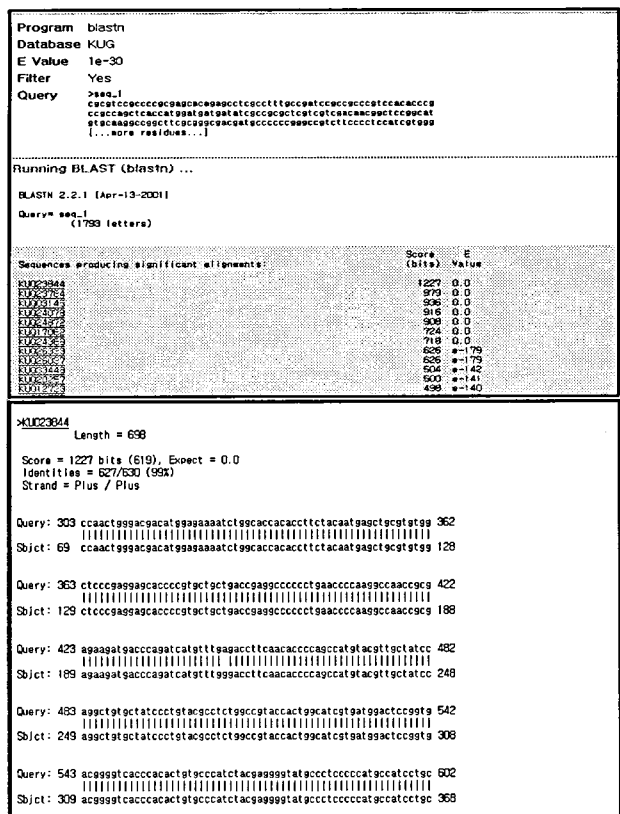 Program blastn
Database KUG
E Value 1e-30
Filter Yes
Query >seq_1
cgcgtccgccccgcgagcacagagcctcgcctttgccgatccgccgcccgtccacacccg
ccgccagctcaccatggatgatgatatcgccgcgctcgtcgtcgacaacggctccggcat
gtgcaaggccggcttcgcgggcgacgatgccccccgggccgtcttcccctccatcgtggg
[...more residues...]
Running BLAST (blastn) ...
BLASTN 2.2.1 [Apr-13-2001]
Query= seq_1
(1793 letters)
Score E
Sequences producing significant alignments: (bits) Value
KU023844 1227 0.0
979 0.0
936 0.0
916 0.0
908 0.0
724 0.0
718 0.0
626 e-179
626 e-179
504 e-142
500 e-141
498 e-140
>KU023844
Length = 698
Score = 1227 bits (619), Expect = 0.0
Identities = 627/630 (99%)
Strand = Plus / Plus
Query: 303 ccaactgggacgacatggagaaaatctggcaccacaccttctacaatgagctgcgtgtgg 362
Sbjct: 69 ccaactgggacgacatggagaaaatctggcaccacaccttctacaatgagctgcgtgtgg 128
Query: 363 ctcccgaggagcaccccgtgctgctgaccgaggcccccctgaaccccaaggccaaccgcg 422
Sbjct: 129 ctcccgaggagcaccccgtgctgctgaccgaggcccccctgaaccccaaggccaaccgcg 188
Query: 423 agaagatgacccagatcatgtttgagaccttcaacaccccagccatgtacgttgctatcc 482
Sbjct: 189 agaagatgacccagatcatgtttgggaccttcaacaccccagccatgtacgttgctatcc 248
Query: 483 aggctgtgctatccctgtacgcctctggccgtaccactggcatcgtgatggactccggtg 542
Sbjct: 249 aggctgtgctatccctgtacgcctctggccgtaccactggcatcgtgatggactccggtg 308
Query: 543 acggggtcacccacactgtgcccatctacgaggggtatgccctcccccatgccatcctgc 602
Sbjct: 309 acggggtcacccacactgtgcccatctacgaggggtatgccctcccccatgccatcctgc 368